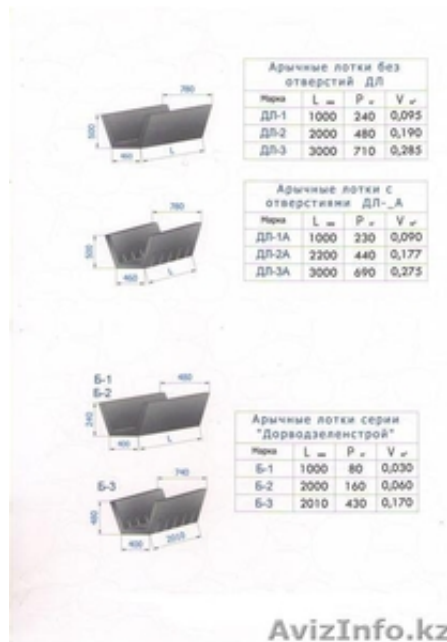 Арычные лотки без
отверстий ДЛ
Марка L мм P кг V м³
ДЛ-1 1000 240 0,095
ДЛ-2 2000 480 0,190
ДЛ-3 3000 710 0,285
780
500
460 L
Арычные лотки с
отверстиями ДЛ-_А
Марка L мм P кг V м³
ДЛ-1А 1000 230 0,090
ДЛ-2А 2200 440 0,177
ДЛ-3А 3000 690 0,275
780
500
460 L
Б-1
Б-2
480
240
400 L
Арычные лотки серии
"Дорводзеленстрой"
Марка L мм P кг V м³
Б-1 1000 80 0,030
Б-2 2000 160 0,060
Б-3 2010 430 0,170
Б-3
740
480
400 2010
AvizInfo.kz